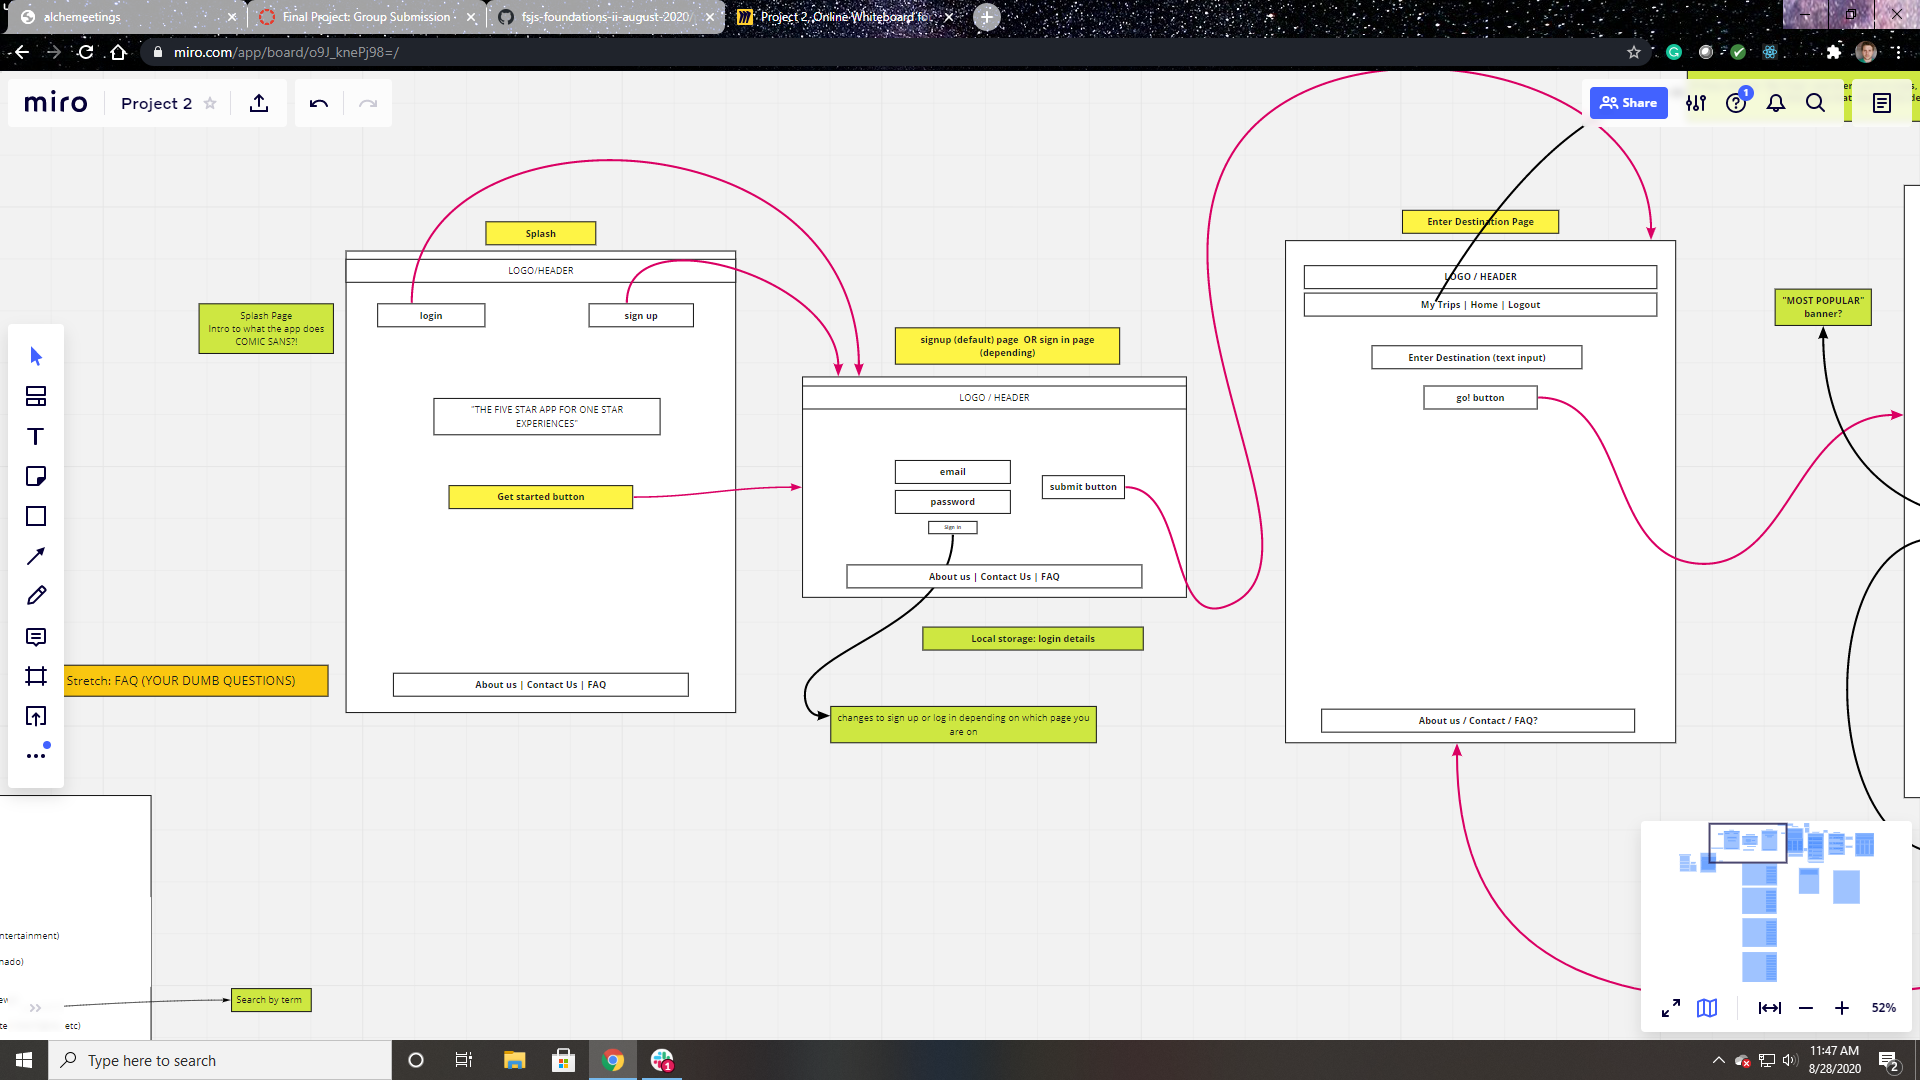 alchemeetings
Final Project: Group Submission
fsjs-foundations-ii-august-2020/
Project 2, Online Whiteboard fo
miro.com/app/board/o9J_knePj98=/
miro
Project 2
Share
1
Splash
LOGO/HEADER
login
sign up
Splash Page
Intro to what the app does
COMIC SANS?!
"THE FIVE STAR APP FOR ONE STAR
EXPERIENCES"
Get started button
About us | Contact Us | FAQ
Stretch: FAQ (YOUR DUMB QUESTIONS)
signup (default) page OR sign in page
(depending)
LOGO / HEADER
email
password
submit button
Sign in
About us | Contact Us | FAQ
Local storage: login details
changes to sign up or log in depending on which page you
are on
Enter Destination Page
LOGO / HEADER
My Trips | Home | Logout
Enter Destination (text input)
go! button
About us / Contact / FAQ?
"MOST POPULAR"
banner?
ntertainment)
nado)
etc)
Search by term
52%
Type here to search
1
11:47 AM
8/28/2020
2